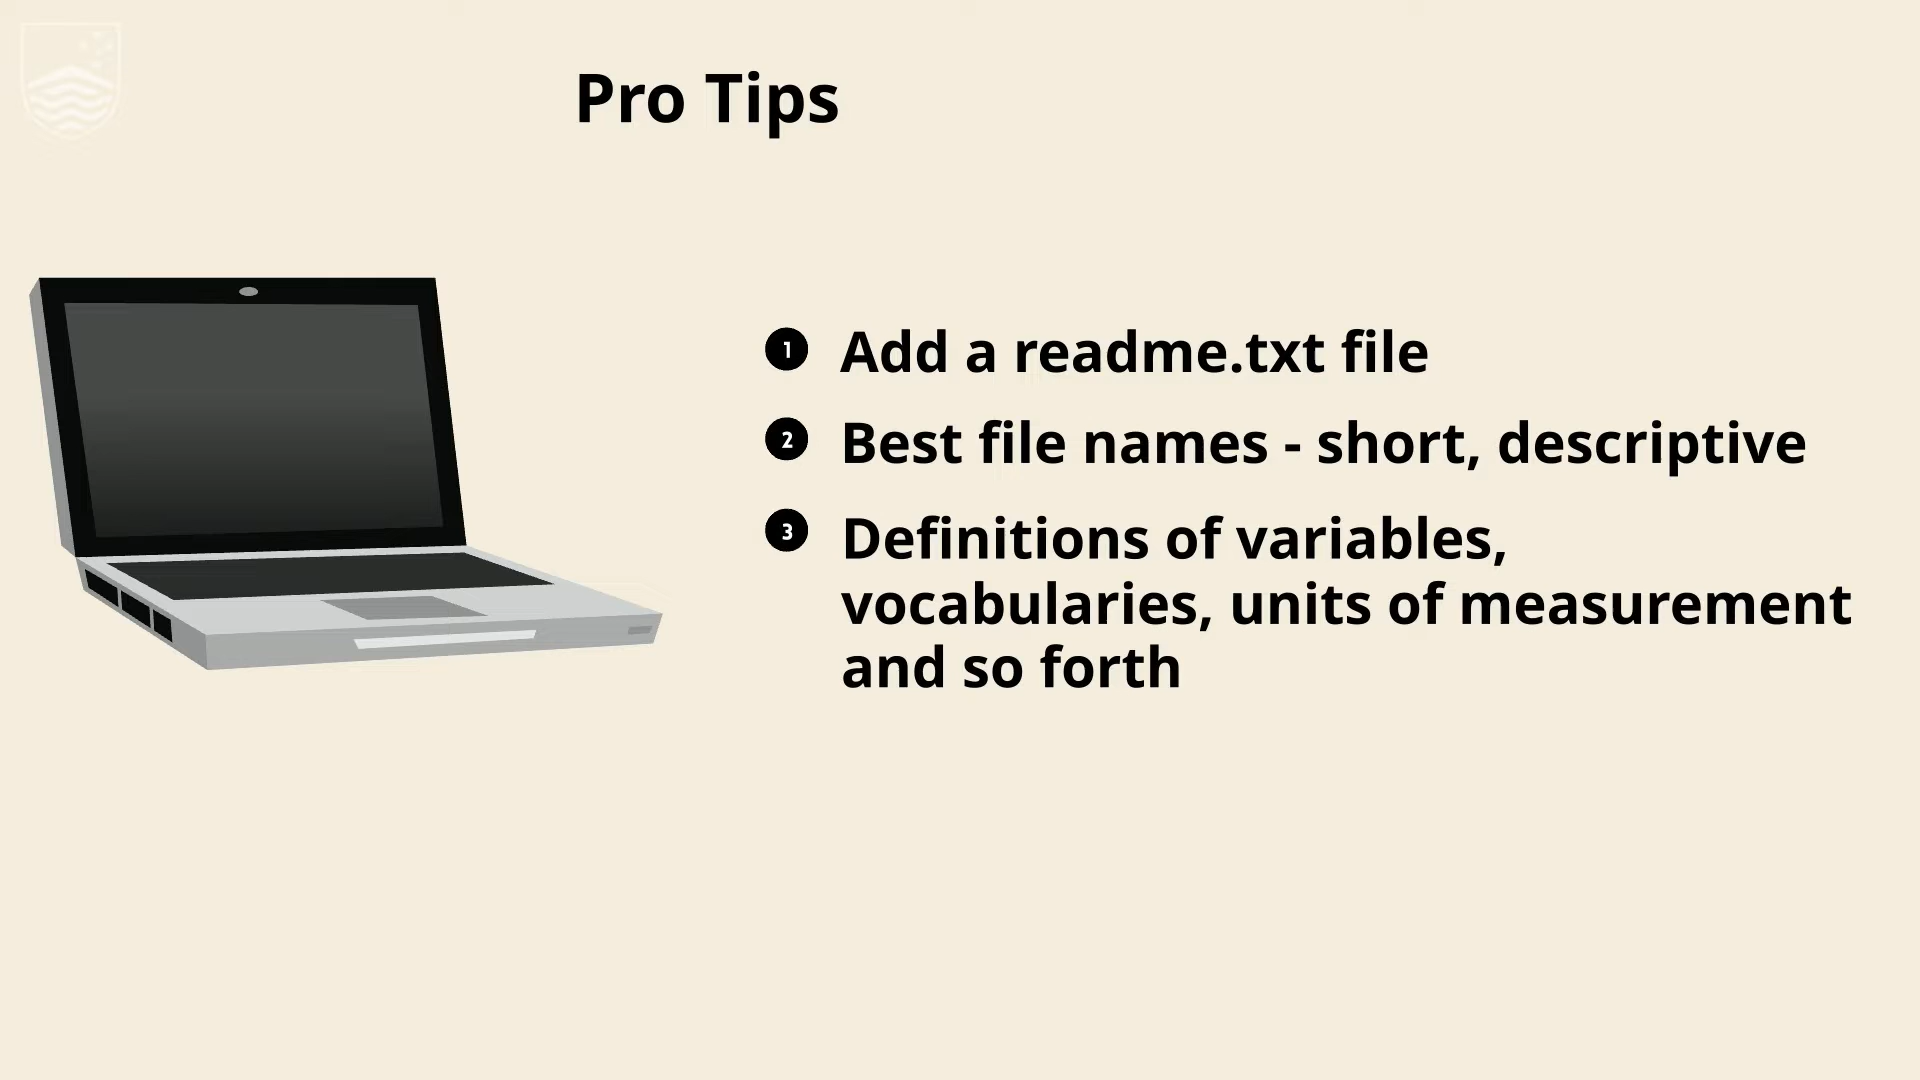 Pro Tips
1 Add a readme.txt file
2 Best file names - short, descriptive
3 Definitions of variables,
vocabularies, units of measurement
and so forth